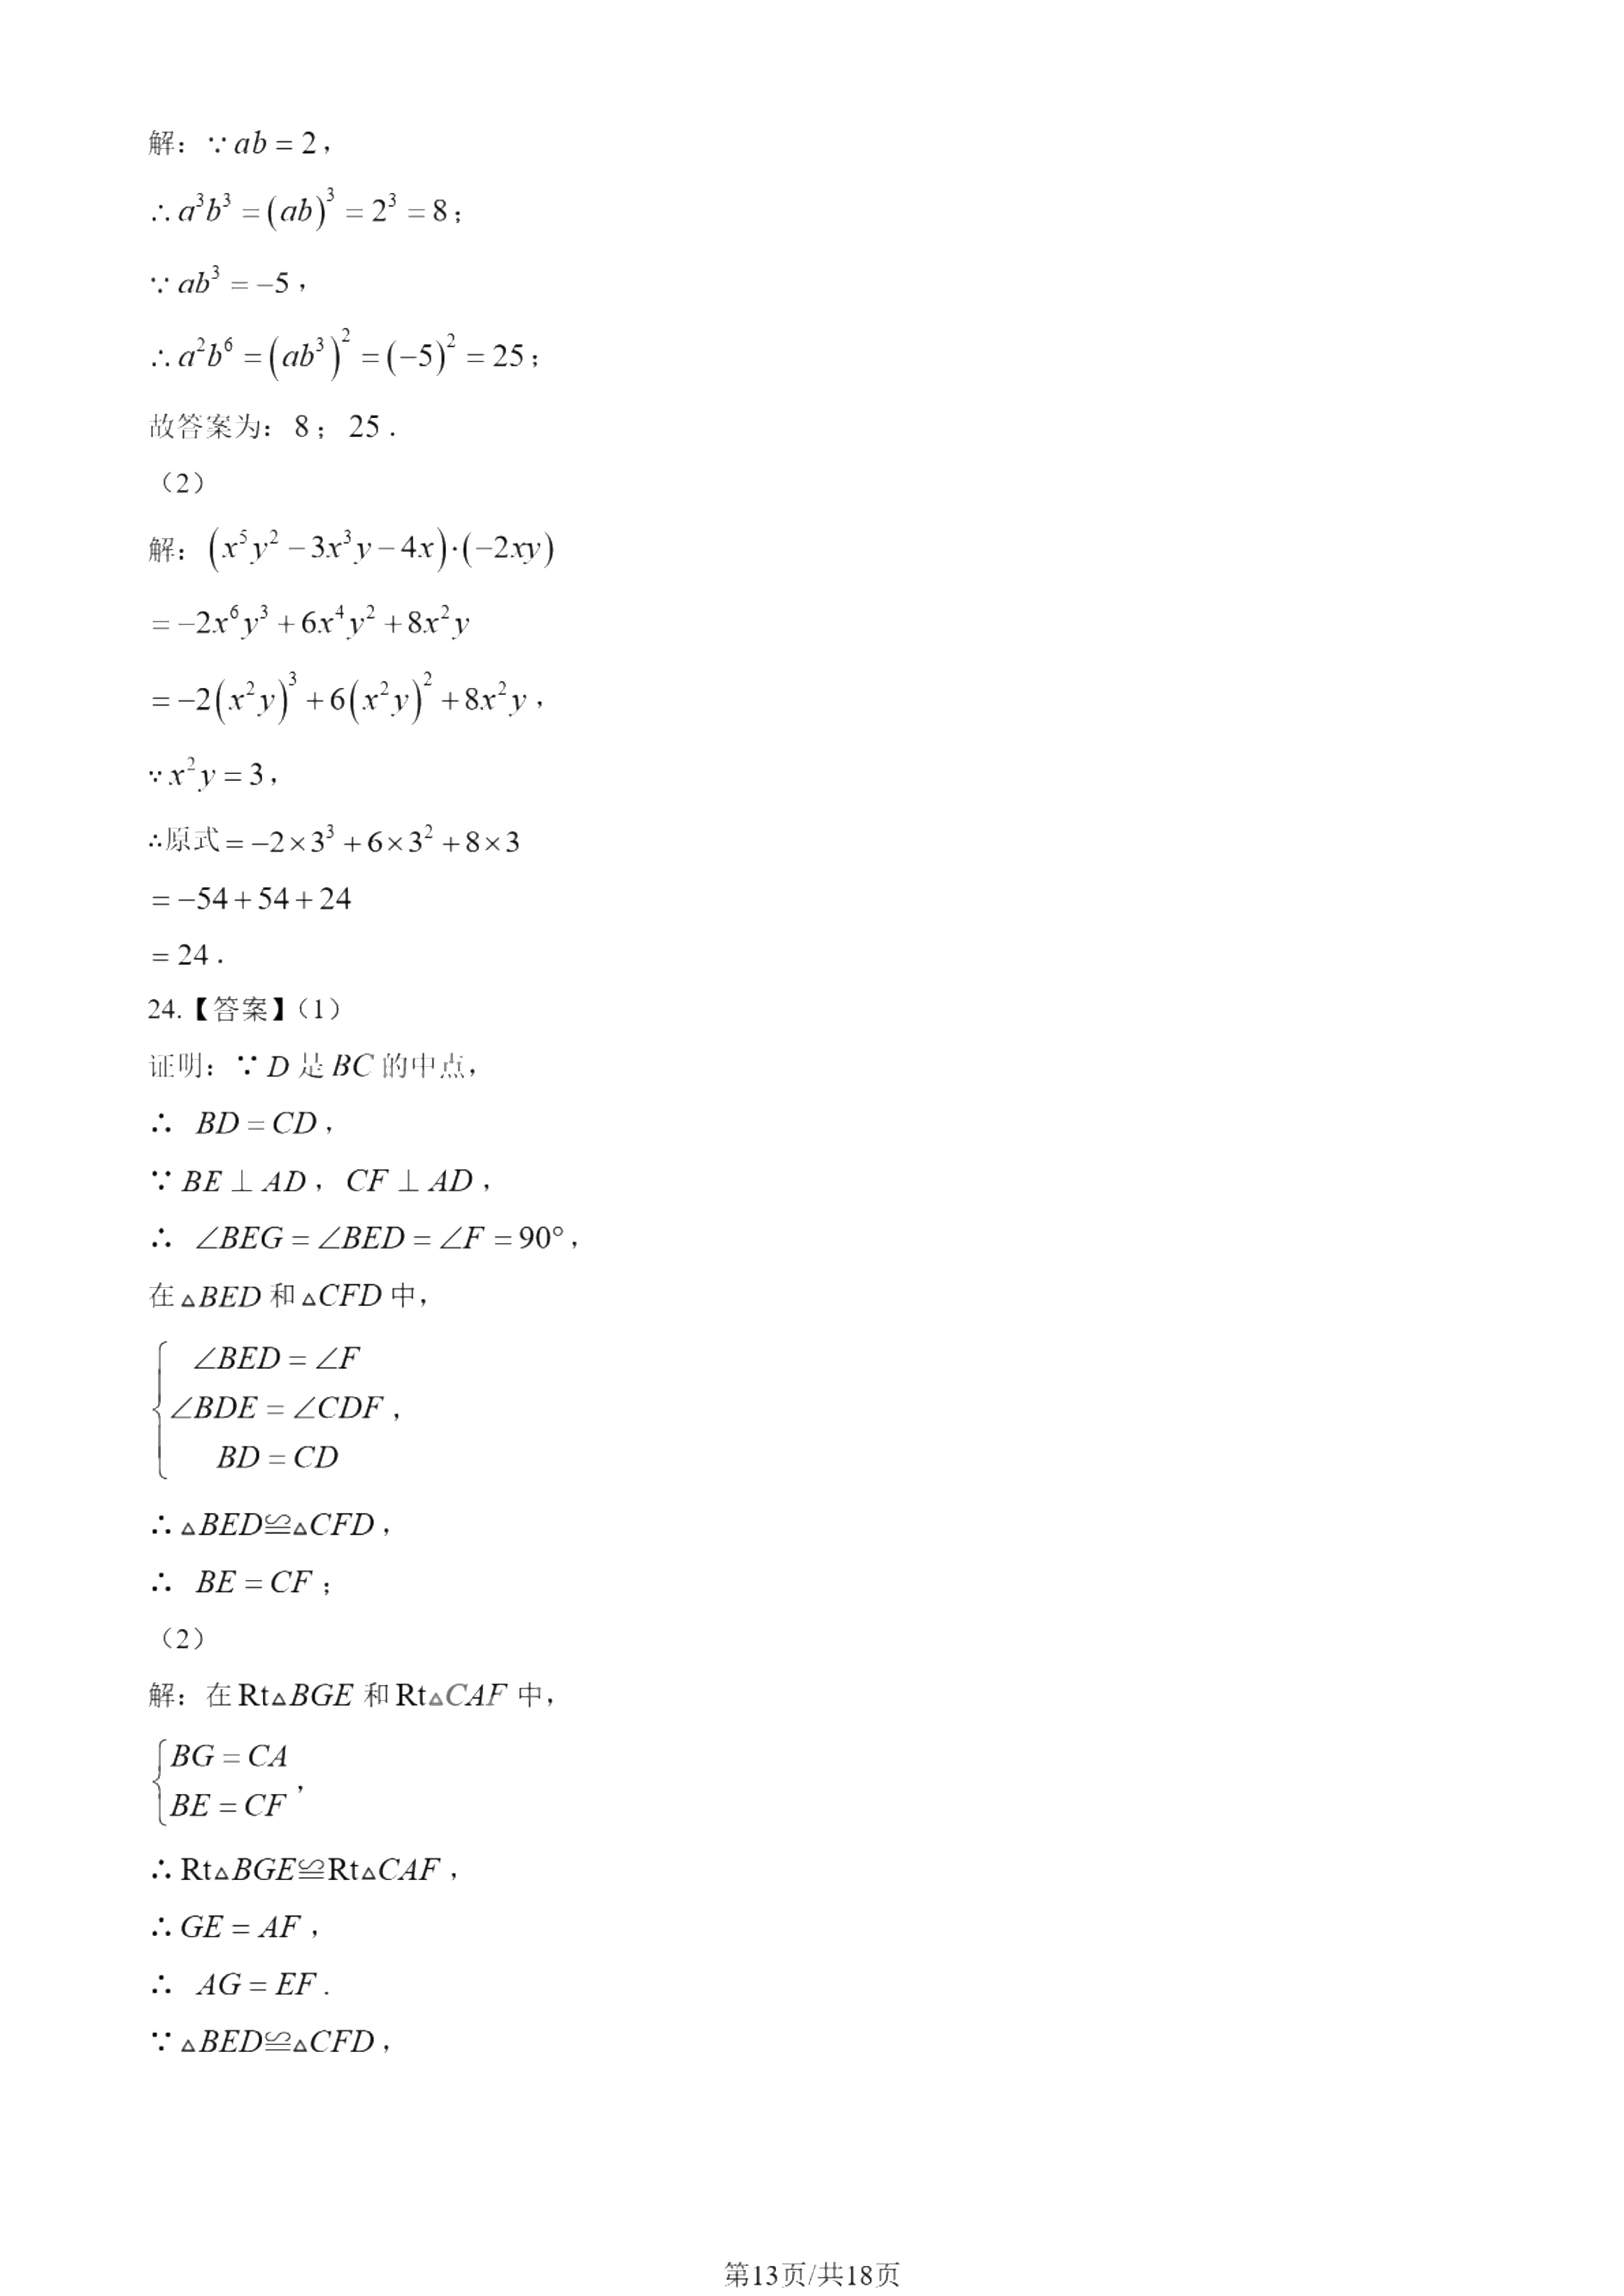 解：∵ab = 2，
∴a³b³ = (ab)³ = 2³ = 8；
∵ab³ = −5，
∴a²b⁶ = (ab³)² = (−5)² = 25；
故答案为：8；25．
（2）
解：(x⁵y² − 3x³y − 4x)·(−2xy)
= −2x⁶y³ + 6x⁴y² + 8x²y
= −2(x²y)³ + 6(x²y)² + 8x²y，
∵x²y = 3，
∴原式 = −2×3³ + 6×3² + 8×3
= −54 + 54 + 24
= 24．
24.【答案】（1）
证明：∵D 是 BC 的中点，
∴ BD = CD，
∵BE ⊥ AD，CF ⊥ AD，
∴ ∠BEG = ∠BED = ∠F = 90°，
在△BED 和△CFD 中，
∠BED = ∠F
∠BDE = ∠CDF，
BD = CD
∴△BED≌△CFD，
∴ BE = CF；
（2）
解：在 Rt△BGE 和 Rt△CAF 中，
BG = CA
BE = CF，
∴Rt△BGE≌Rt△CAF，
∴GE = AF，
∴ AG = EF．
∵△BED≌△CFD，
第13页/共18页